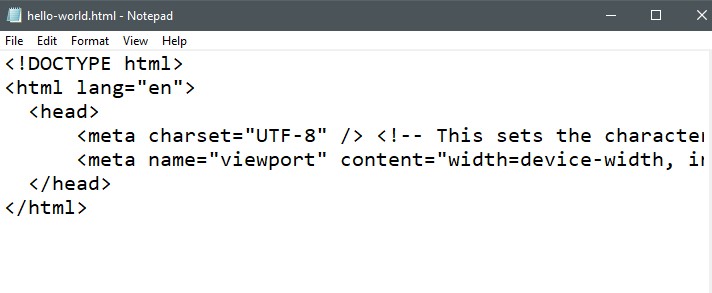 hello-world.html - Notepad
File Edit Format View Help
<!DOCTYPE html>
<html lang="en">
  <head>
      <meta charset="UTF-8" /> <!-- This sets the character
      <meta name="viewport" content="width=device-width,
  </head>
</html>